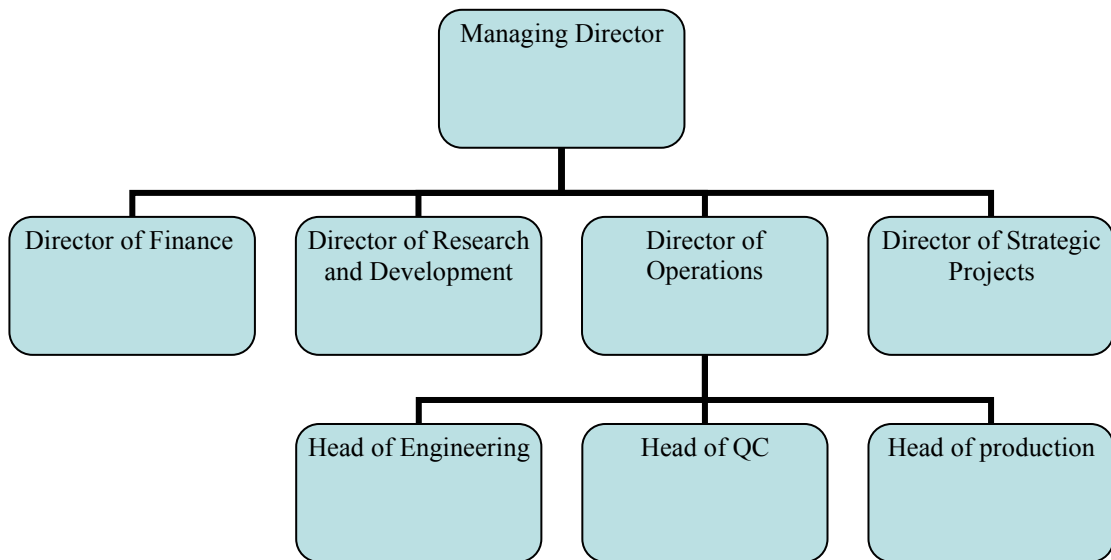 Managing Director
Director of Finance
Director of Research
and Development
Director of
Operations
Director of Strategic
Projects
Head of Engineering
Head of QC
Head of production